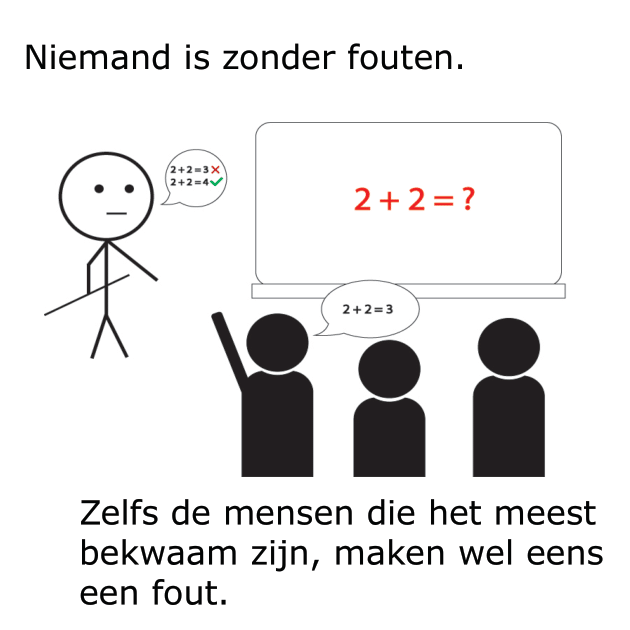 Niemand is zonder fouten.
2+2=3 ✗
2+2=4 ✓
2 + 2 = ?
2+2=3
Zelfs de mensen die het meest
bekwaam zijn, maken wel eens
een fout.